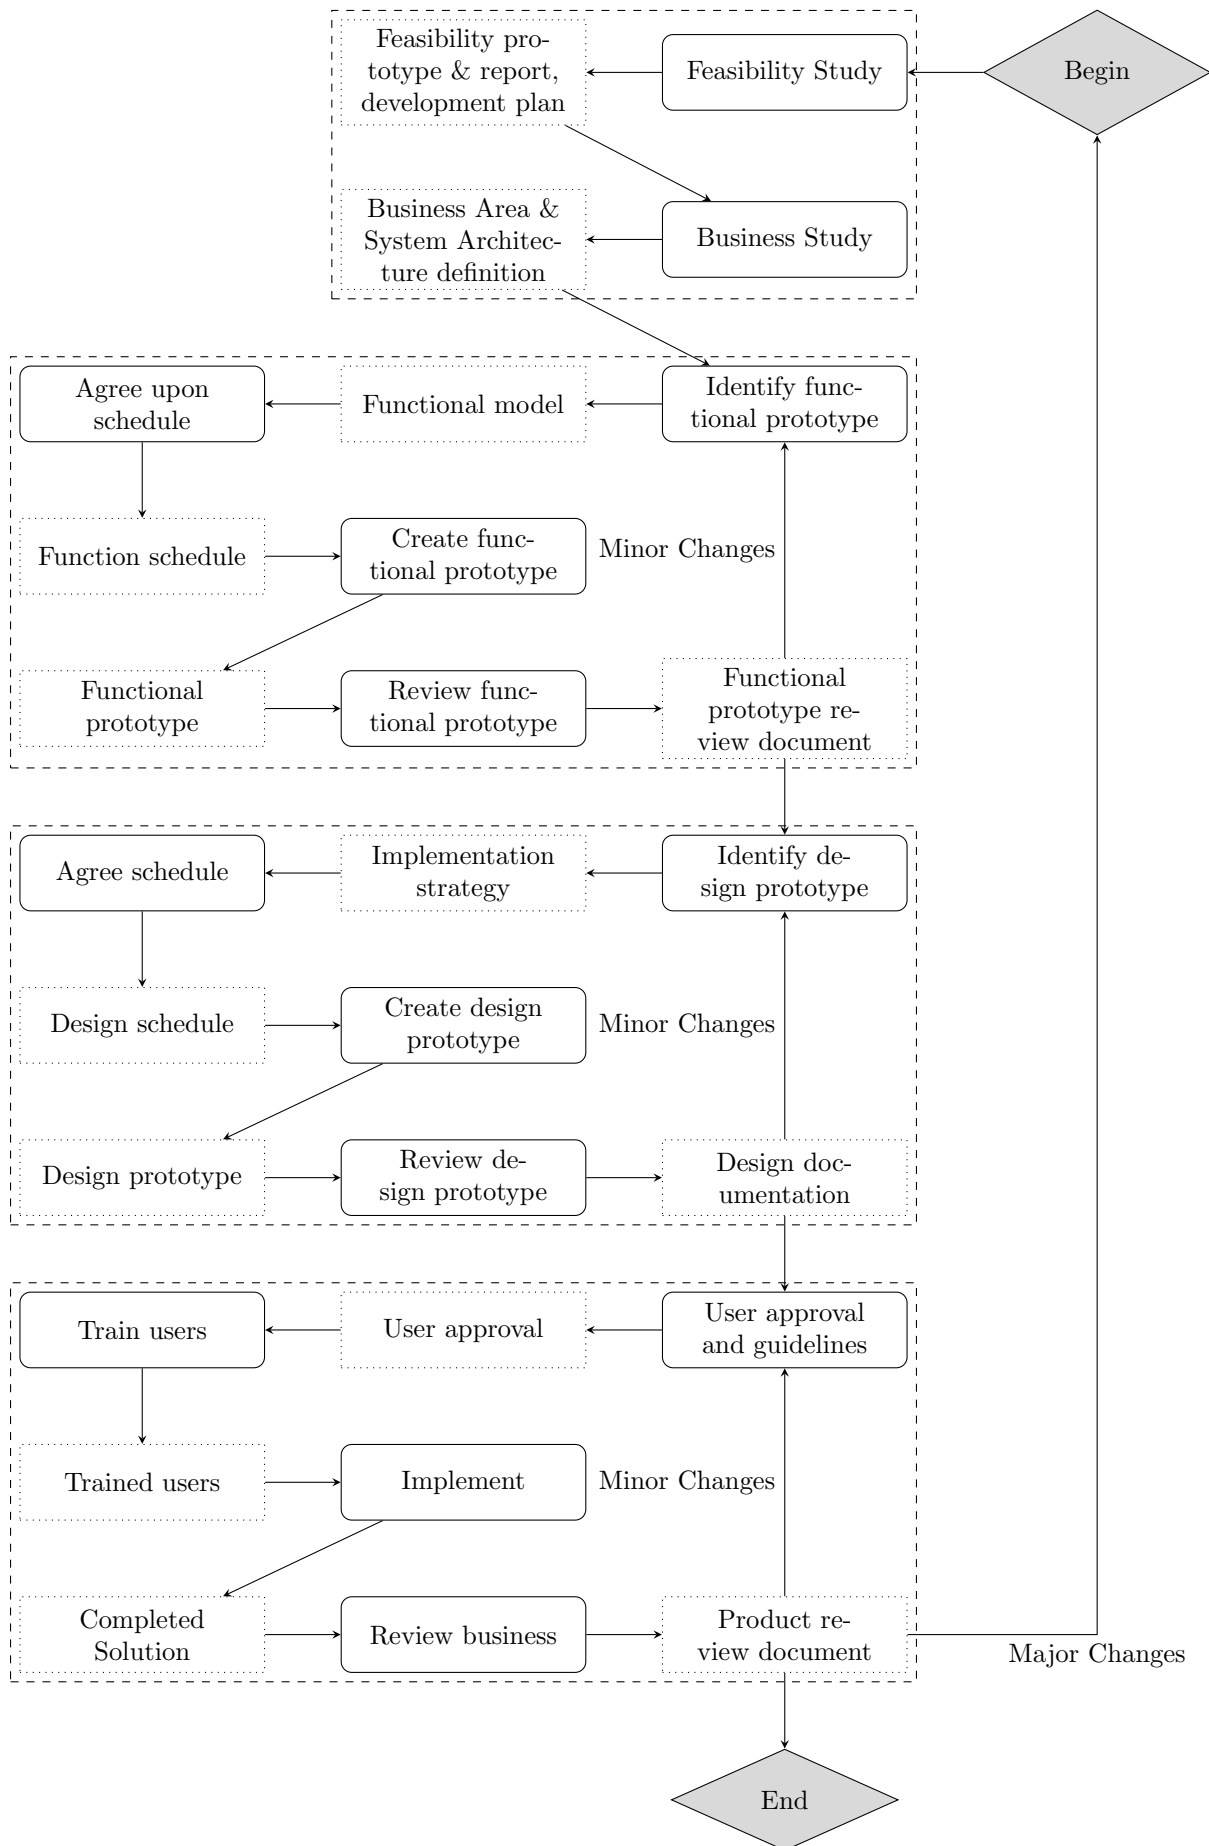 Feasibility pro-
totype & report,
development plan
Feasibility Study
Begin
Business Area &
System Architec-
ture definition
Business Study
Agree upon
schedule
Functional model
Identify func-
tional prototype
Function schedule
Create func-
tional prototype
Minor Changes
Functional
prototype
Review func-
tional prototype
Functional
prototype re-
view document
Agree schedule
Implementation
strategy
Identify de-
sign prototype
Design schedule
Create design
prototype
Minor Changes
Design prototype
Review de-
sign prototype
Design doc-
umentation
Train users
User approval
User approval
and guidelines
Trained users
Implement
Minor Changes
Completed
Solution
Review business
Product re-
view document
Major Changes
End